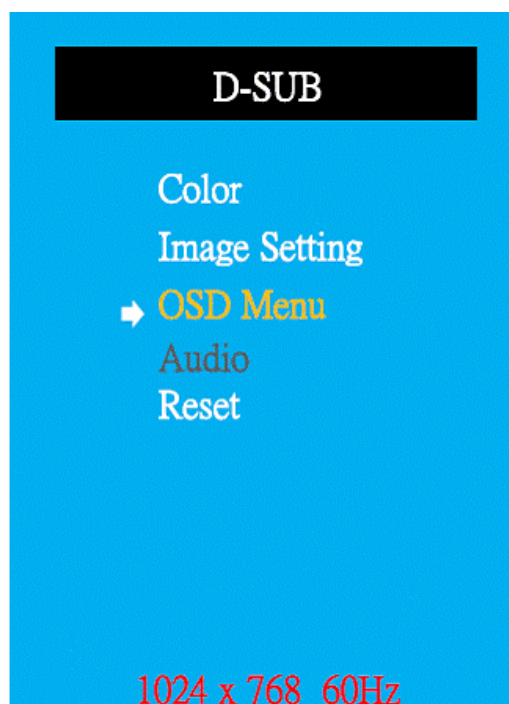 D-SUB
Color
Image Setting
OSD Menu
Audio
Reset
1024 x 768 60Hz